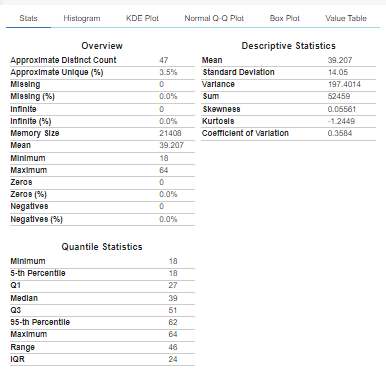 Stats Histogram KDE Plot Normal Q-Q Plot Box Plot Value Table
Overview
Approximate Distinct Count 47
Approximate Unique (%) 3.5%
Missing 0
Missing (%) 0.0%
Infinite 0
Infinite (%) 0.0%
Memory Size 21408
Mean 39.207
Minimum 18
Maximum 64
Zeros 0
Zeros (%) 0.0%
Negatives 0
Negatives (%) 0.0%
Descriptive Statistics
Mean 39.207
Standard Deviation 14.05
Variance 197.4014
Sum 52459
Skewness 0.05561
Kurtosis -1.2449
Coefficient of Variation 0.3584
Quantile Statistics
Minimum 18
5-th Percentile 18
Q1 27
Median 39
Q3 51
95-th Percentile 62
Maximum 64
Range 46
IQR 24